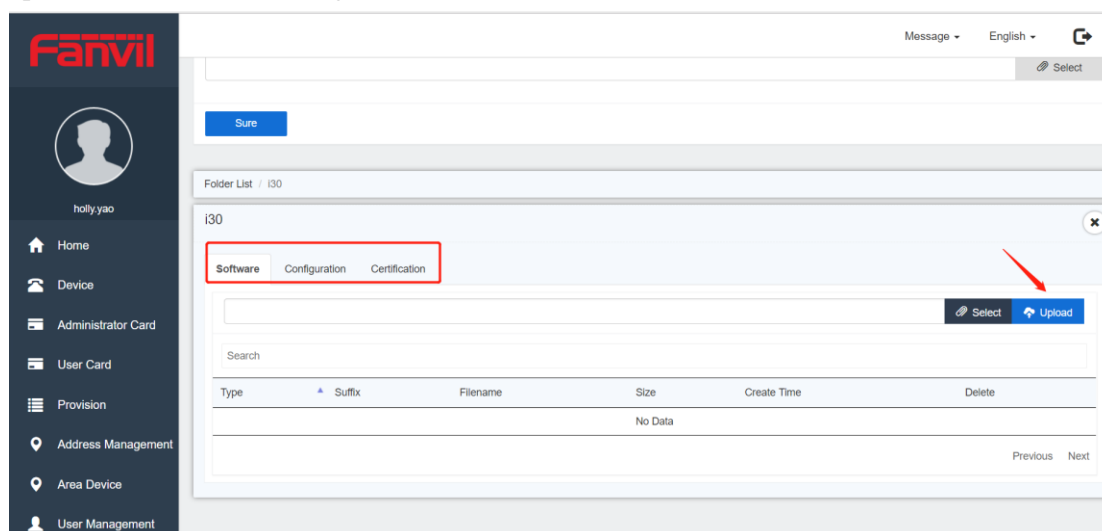 Fanvil
Message English
Select
Sure
Folder List / i30
holly.yao
i30
Home
Software Configuration Certification
Device
Select Upload
Administrator Card
Search
User Card
Type Suffix Filename Size Create Time Delete
Provision
No Data
Address Management
Previous Next
Area Device
User Management